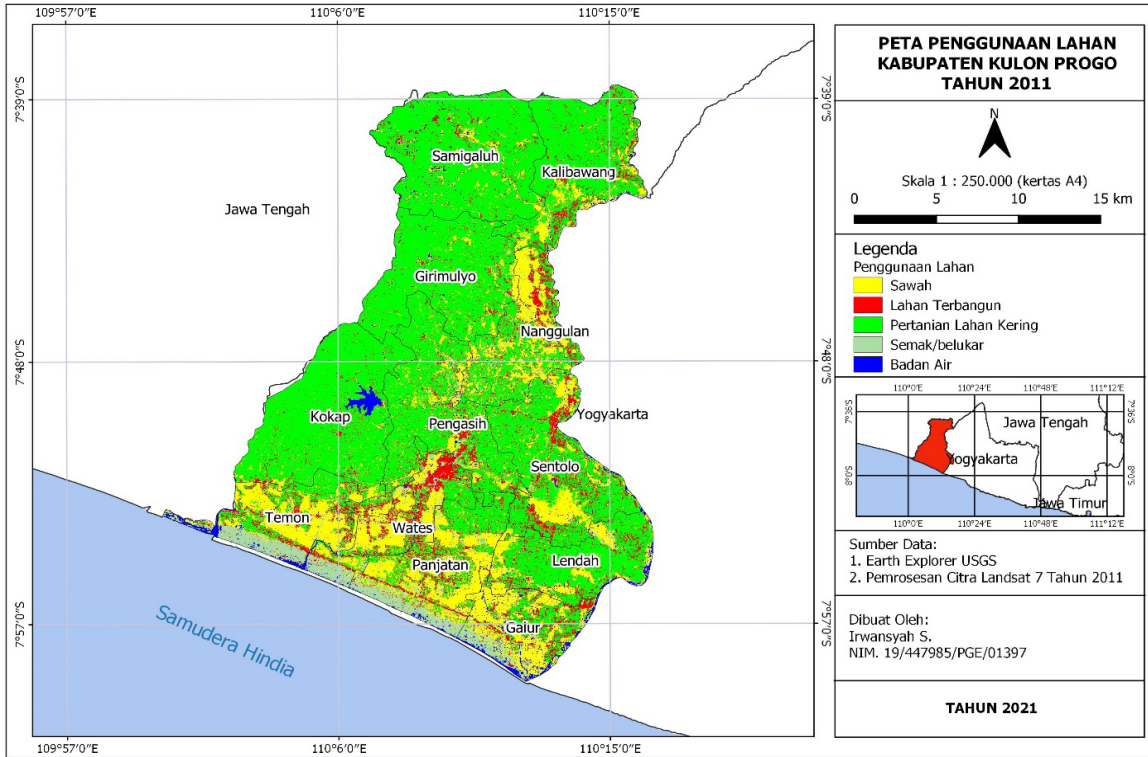 109°57'0"E
110°6'0"E
110°15'0"E
7°39'0"S
7°48'0"S
7°57'0"S
7°39'0"S
7°48'0"S
7°57'0"S
109°57'0"E
110°6'0"E
110°15'0"E
Samigaluh
Kalibawang
Jawa Tengah
Girimulyo
Nanggulan
Kokap
Pengasih
Yogyakarta
Sentolo
Temon
Wates
Panjatan
Lendah
Galur
Samudera Hindia
PETA PENGGUNAAN LAHAN
KABUPATEN KULON PROGO
TAHUN 2011
N
Skala 1 : 250.000 (kertas A4)
0 5 10 15 km
Legenda
Penggunaan Lahan
Sawah
Lahan Terbangun
Pertanian Lahan Kering
Semak/belukar
Badan Air
110°0'E 110°24'E 110°48'E 111°12'E
7°36'S
8°0'S
7°36'S
8°0'S
Jawa Tengah
Yogyakarta
Jawa Timur
110°0'E 110°24'E 110°48'E 111°12'E
Sumber Data:
1. Earth Explorer USGS
2. Pemrosesan Citra Landsat 7 Tahun 2011
Dibuat Oleh:
Irwansyah S.
NIM. 19/447985/PGE/01397
TAHUN 2021